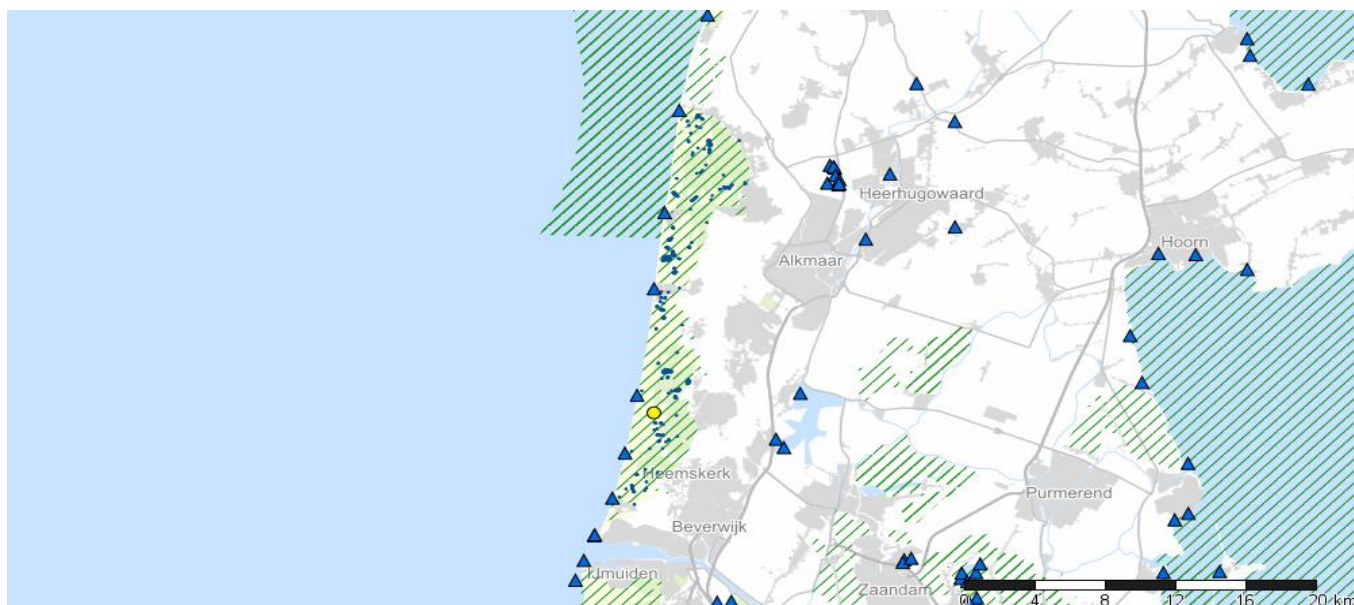 Heerhugowaard
Hoorn
Alkmaar
Heemskerk
Purmerend
Beverwijk
IJmuiden
Zaandam
0 4 8 12 16 20 km